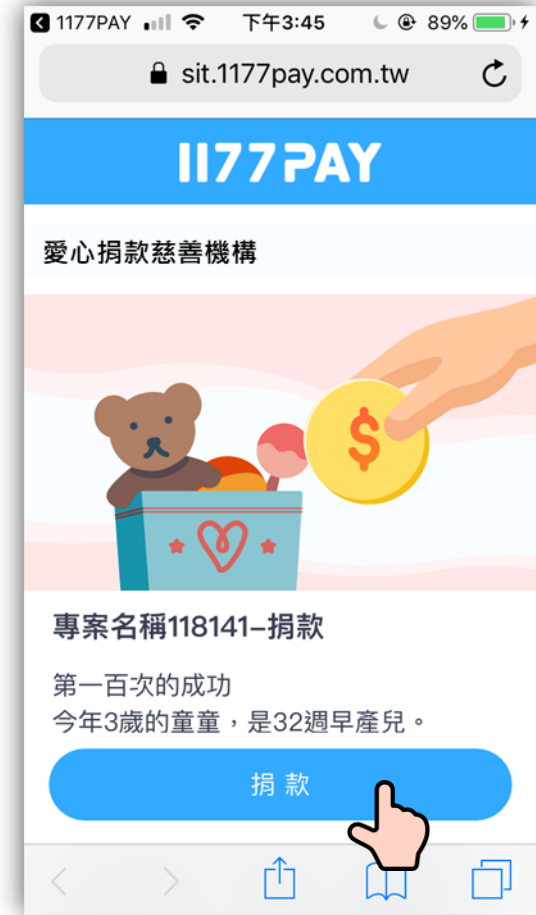 1177PAY 下午3:45 89%
sit.1177pay.com.tw
1177PAY
愛心捐款慈善機構
$
專案名稱118141–捐款
第一百次的成功
今年3歲的童童，是32週早產兒。
捐款